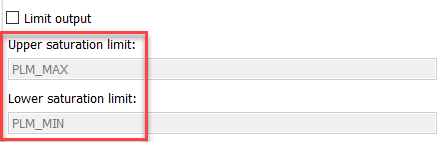 Limit output
Upper saturation limit:
PLM_MAX
Lower saturation limit:
PLM_MIN